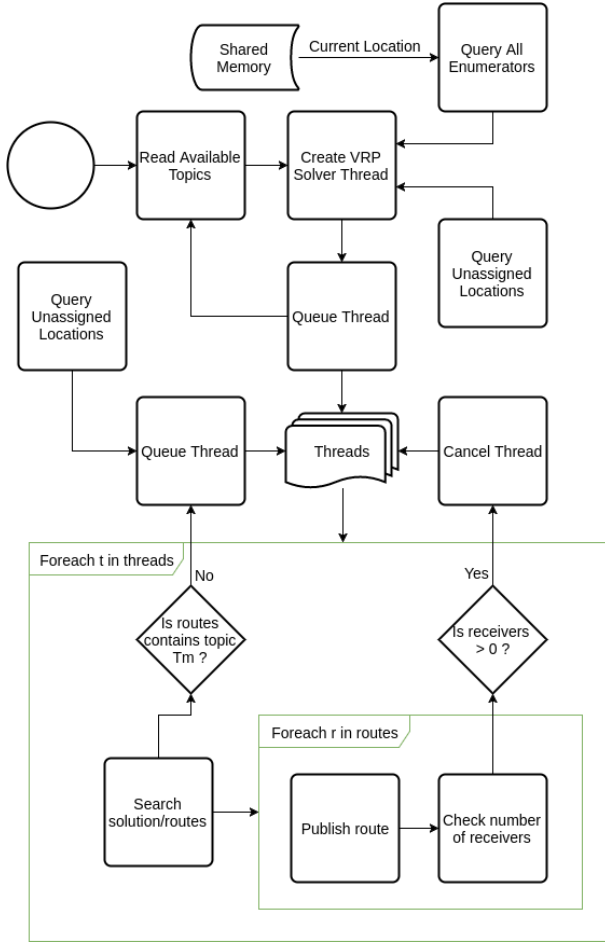 Shared
Memory
Current Location
Query All
Enumerators
Read Available
Topics
Create VRP
Solver Thread
Query
Unassigned
Locations
Query
Unassigned
Locations
Queue Thread
Queue Thread
Threads
Cancel Thread
Foreach t in threads
No
Yes
Is routes
contains topic
Tm ?
Is receivers
> 0 ?
Foreach r in routes
Search
solution/routes
Publish route
Check number
of receivers